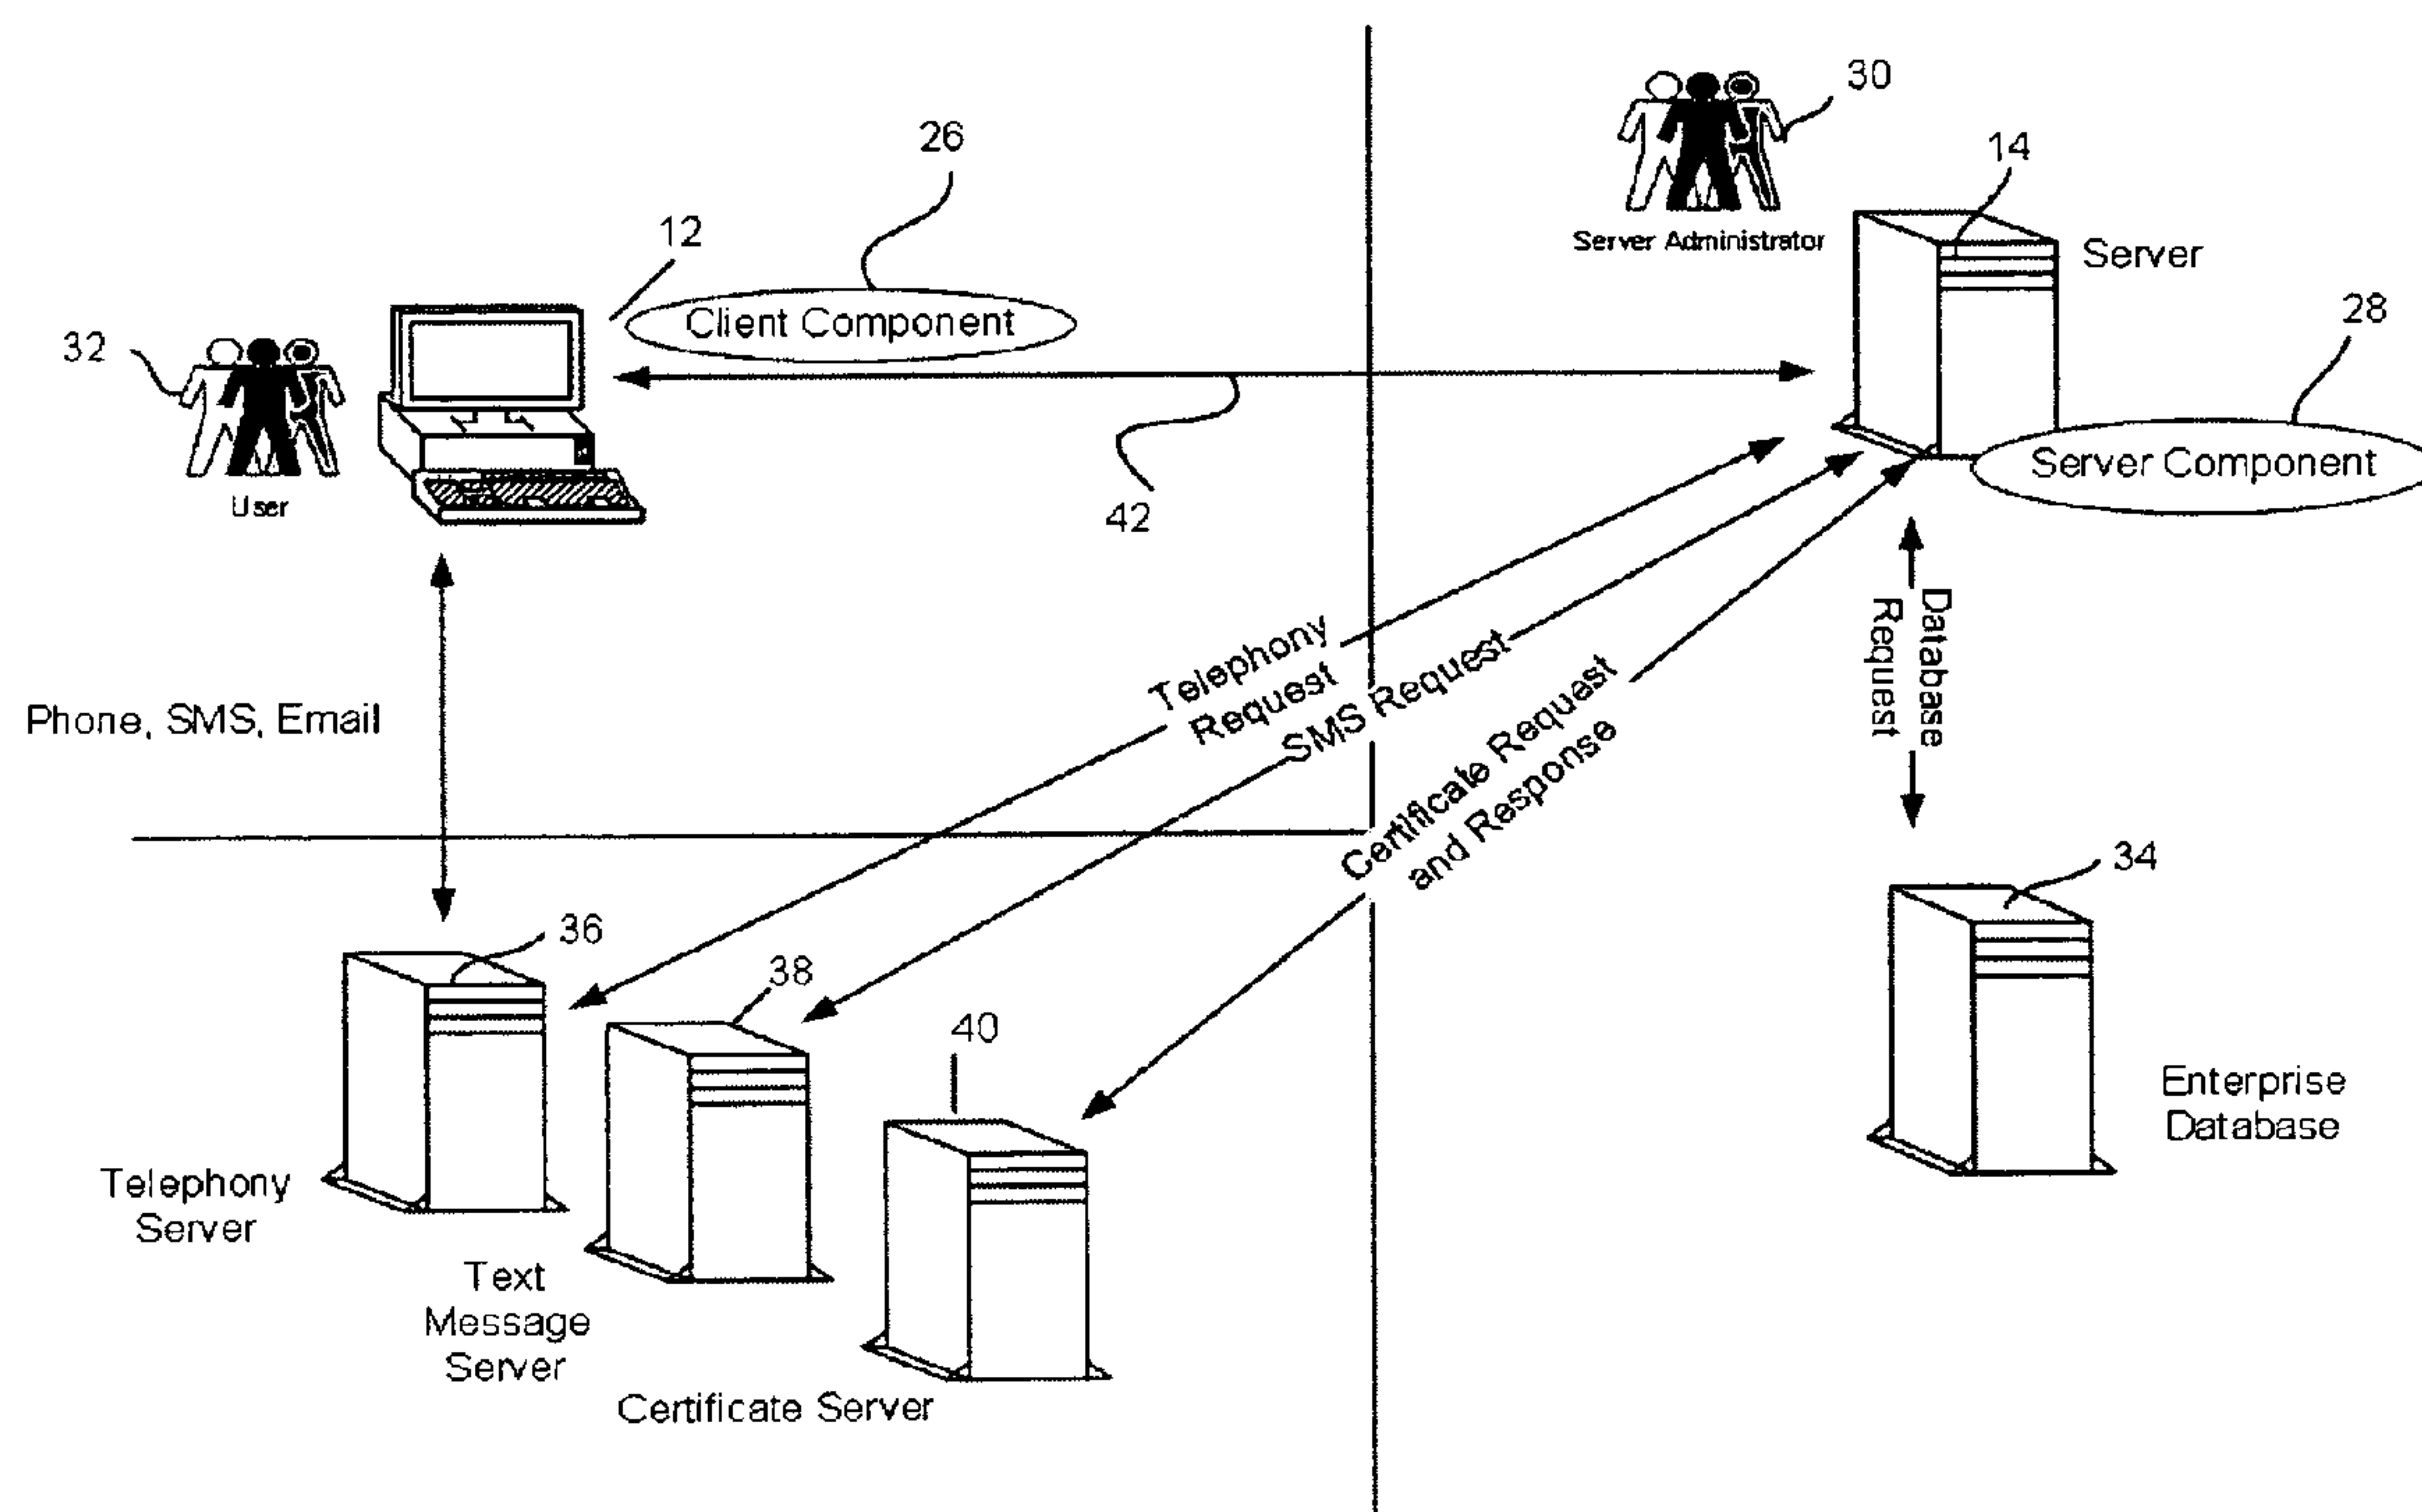 30
26
14
12
Server Administrator
Server
Client Component
28
32
Server Component
User
42
Telephony
Request
SMS Request
Certificate Request
and Response
Database
Request
Phone, SMS, Email
34
36
38
40
Enterprise
Database
Telephony
Server
Text
Message
Server
Certificate Server